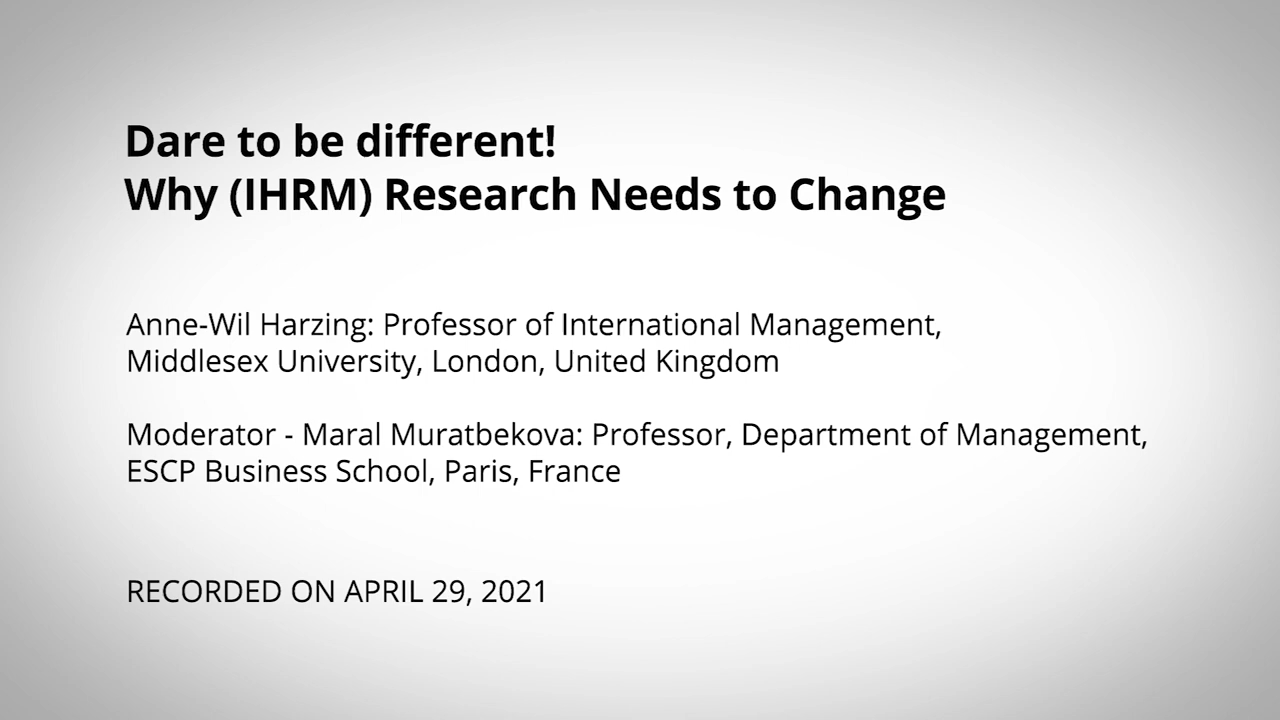 Dare to be different!
Why (IHRM) Research Needs to Change
Anne-Wil Harzing: Professor of International Management,
Middlesex University, London, United Kingdom
Moderator - Maral Muratbekova: Professor, Department of Management,
ESCP Business School, Paris, France
RECORDED ON APRIL 29, 2021